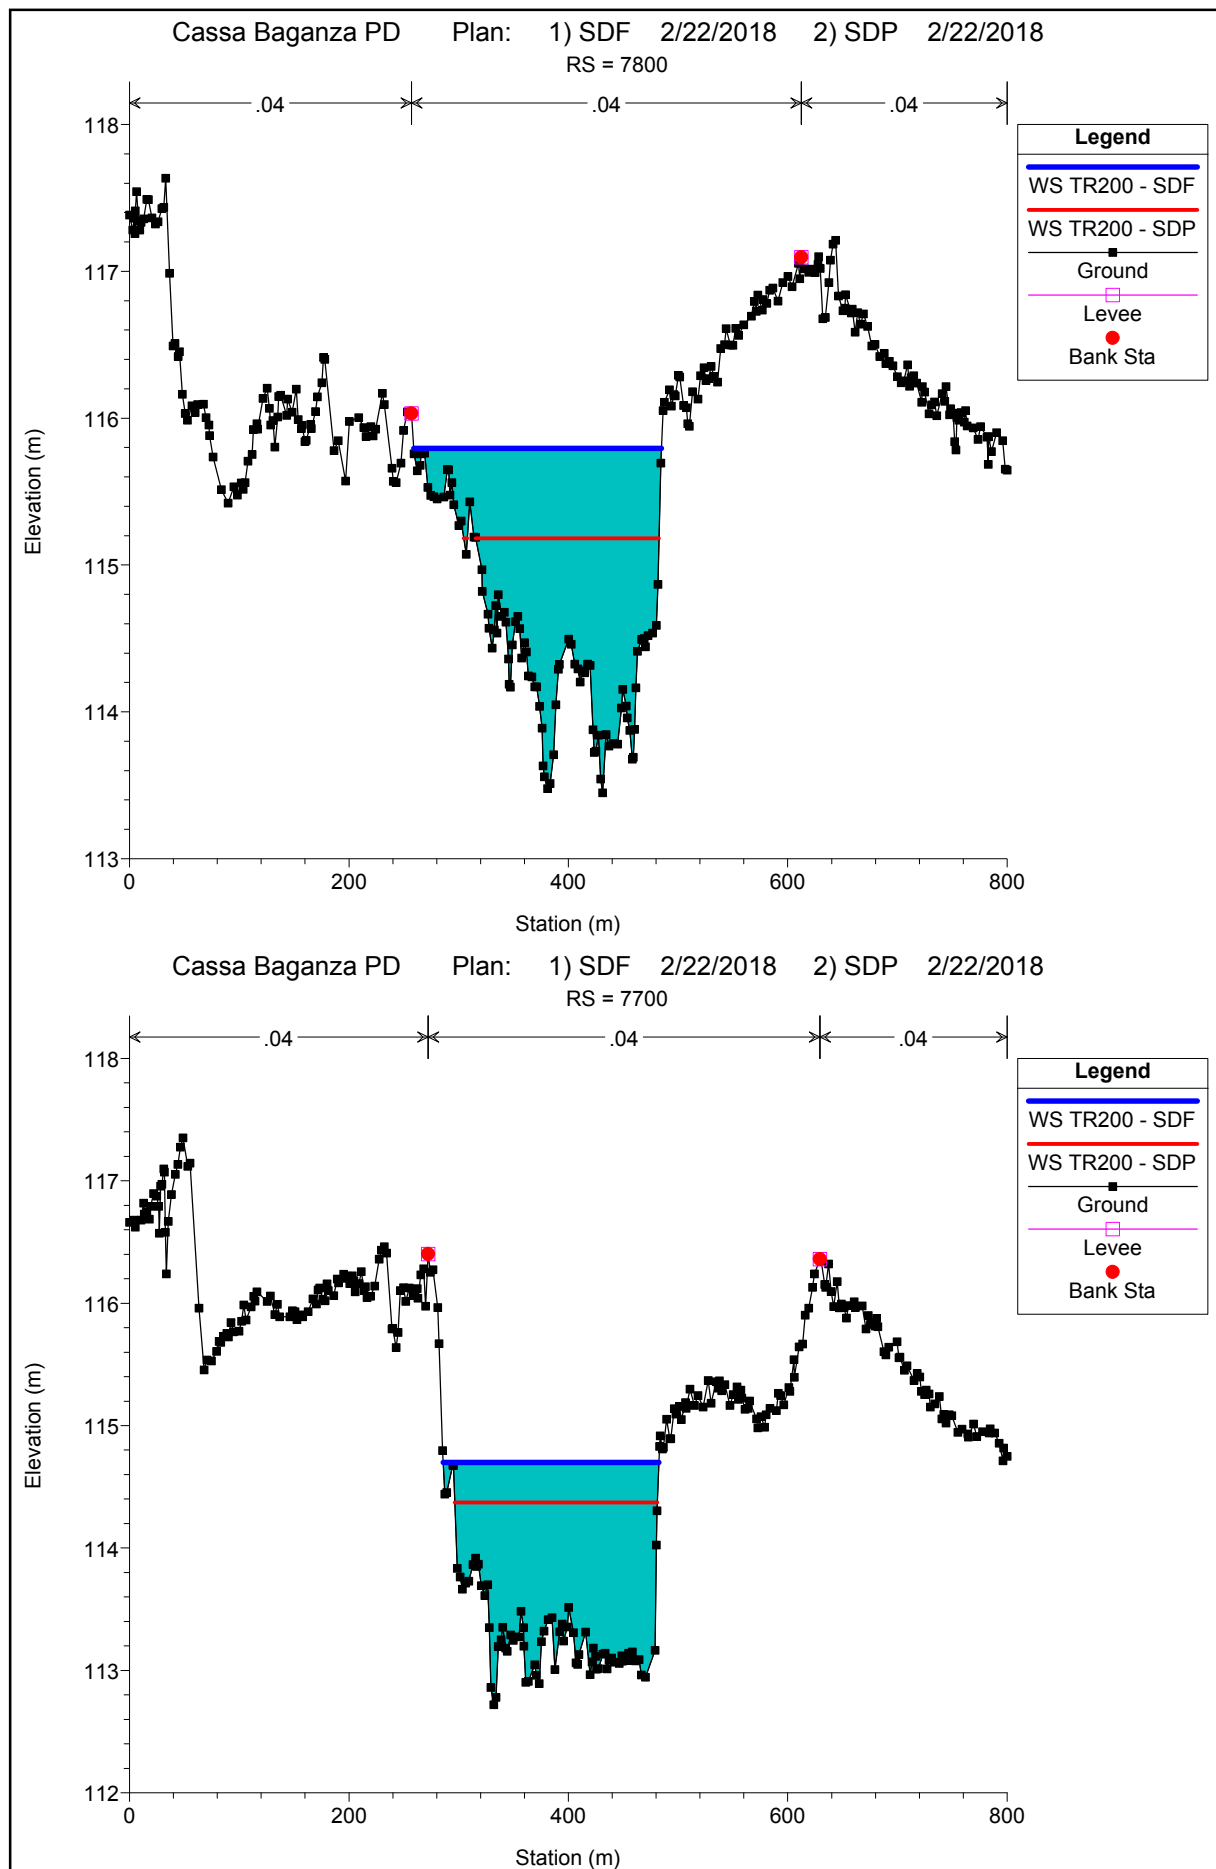 Cassa Baganza PD Plan: 1) SDF 2/22/2018 2) SDP 2/22/2018
RS = 7800
.04 .04 .04
118
117
116
115
114
113
0 200 400 600 800
Elevation (m)
Station (m)
Legend
WS TR200 - SDF
WS TR200 - SDP
Ground
Levee
Bank Sta
Cassa Baganza PD Plan: 1) SDF 2/22/2018 2) SDP 2/22/2018
RS = 7700
.04 .04 .04
118
117
116
115
114
113
112
0 200 400 600 800
Elevation (m)
Station (m)
Legend
WS TR200 - SDF
WS TR200 - SDP
Ground
Levee
Bank Sta